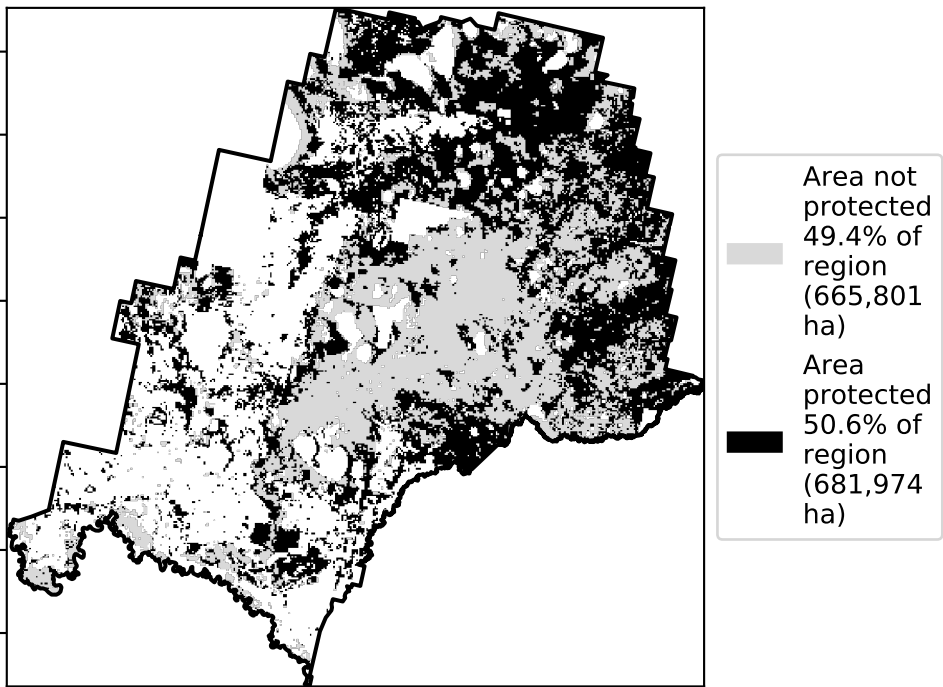 Area not
protected
49.4% of
region
(665,801
ha)
Area
protected
50.6% of
region
(681,974
ha)